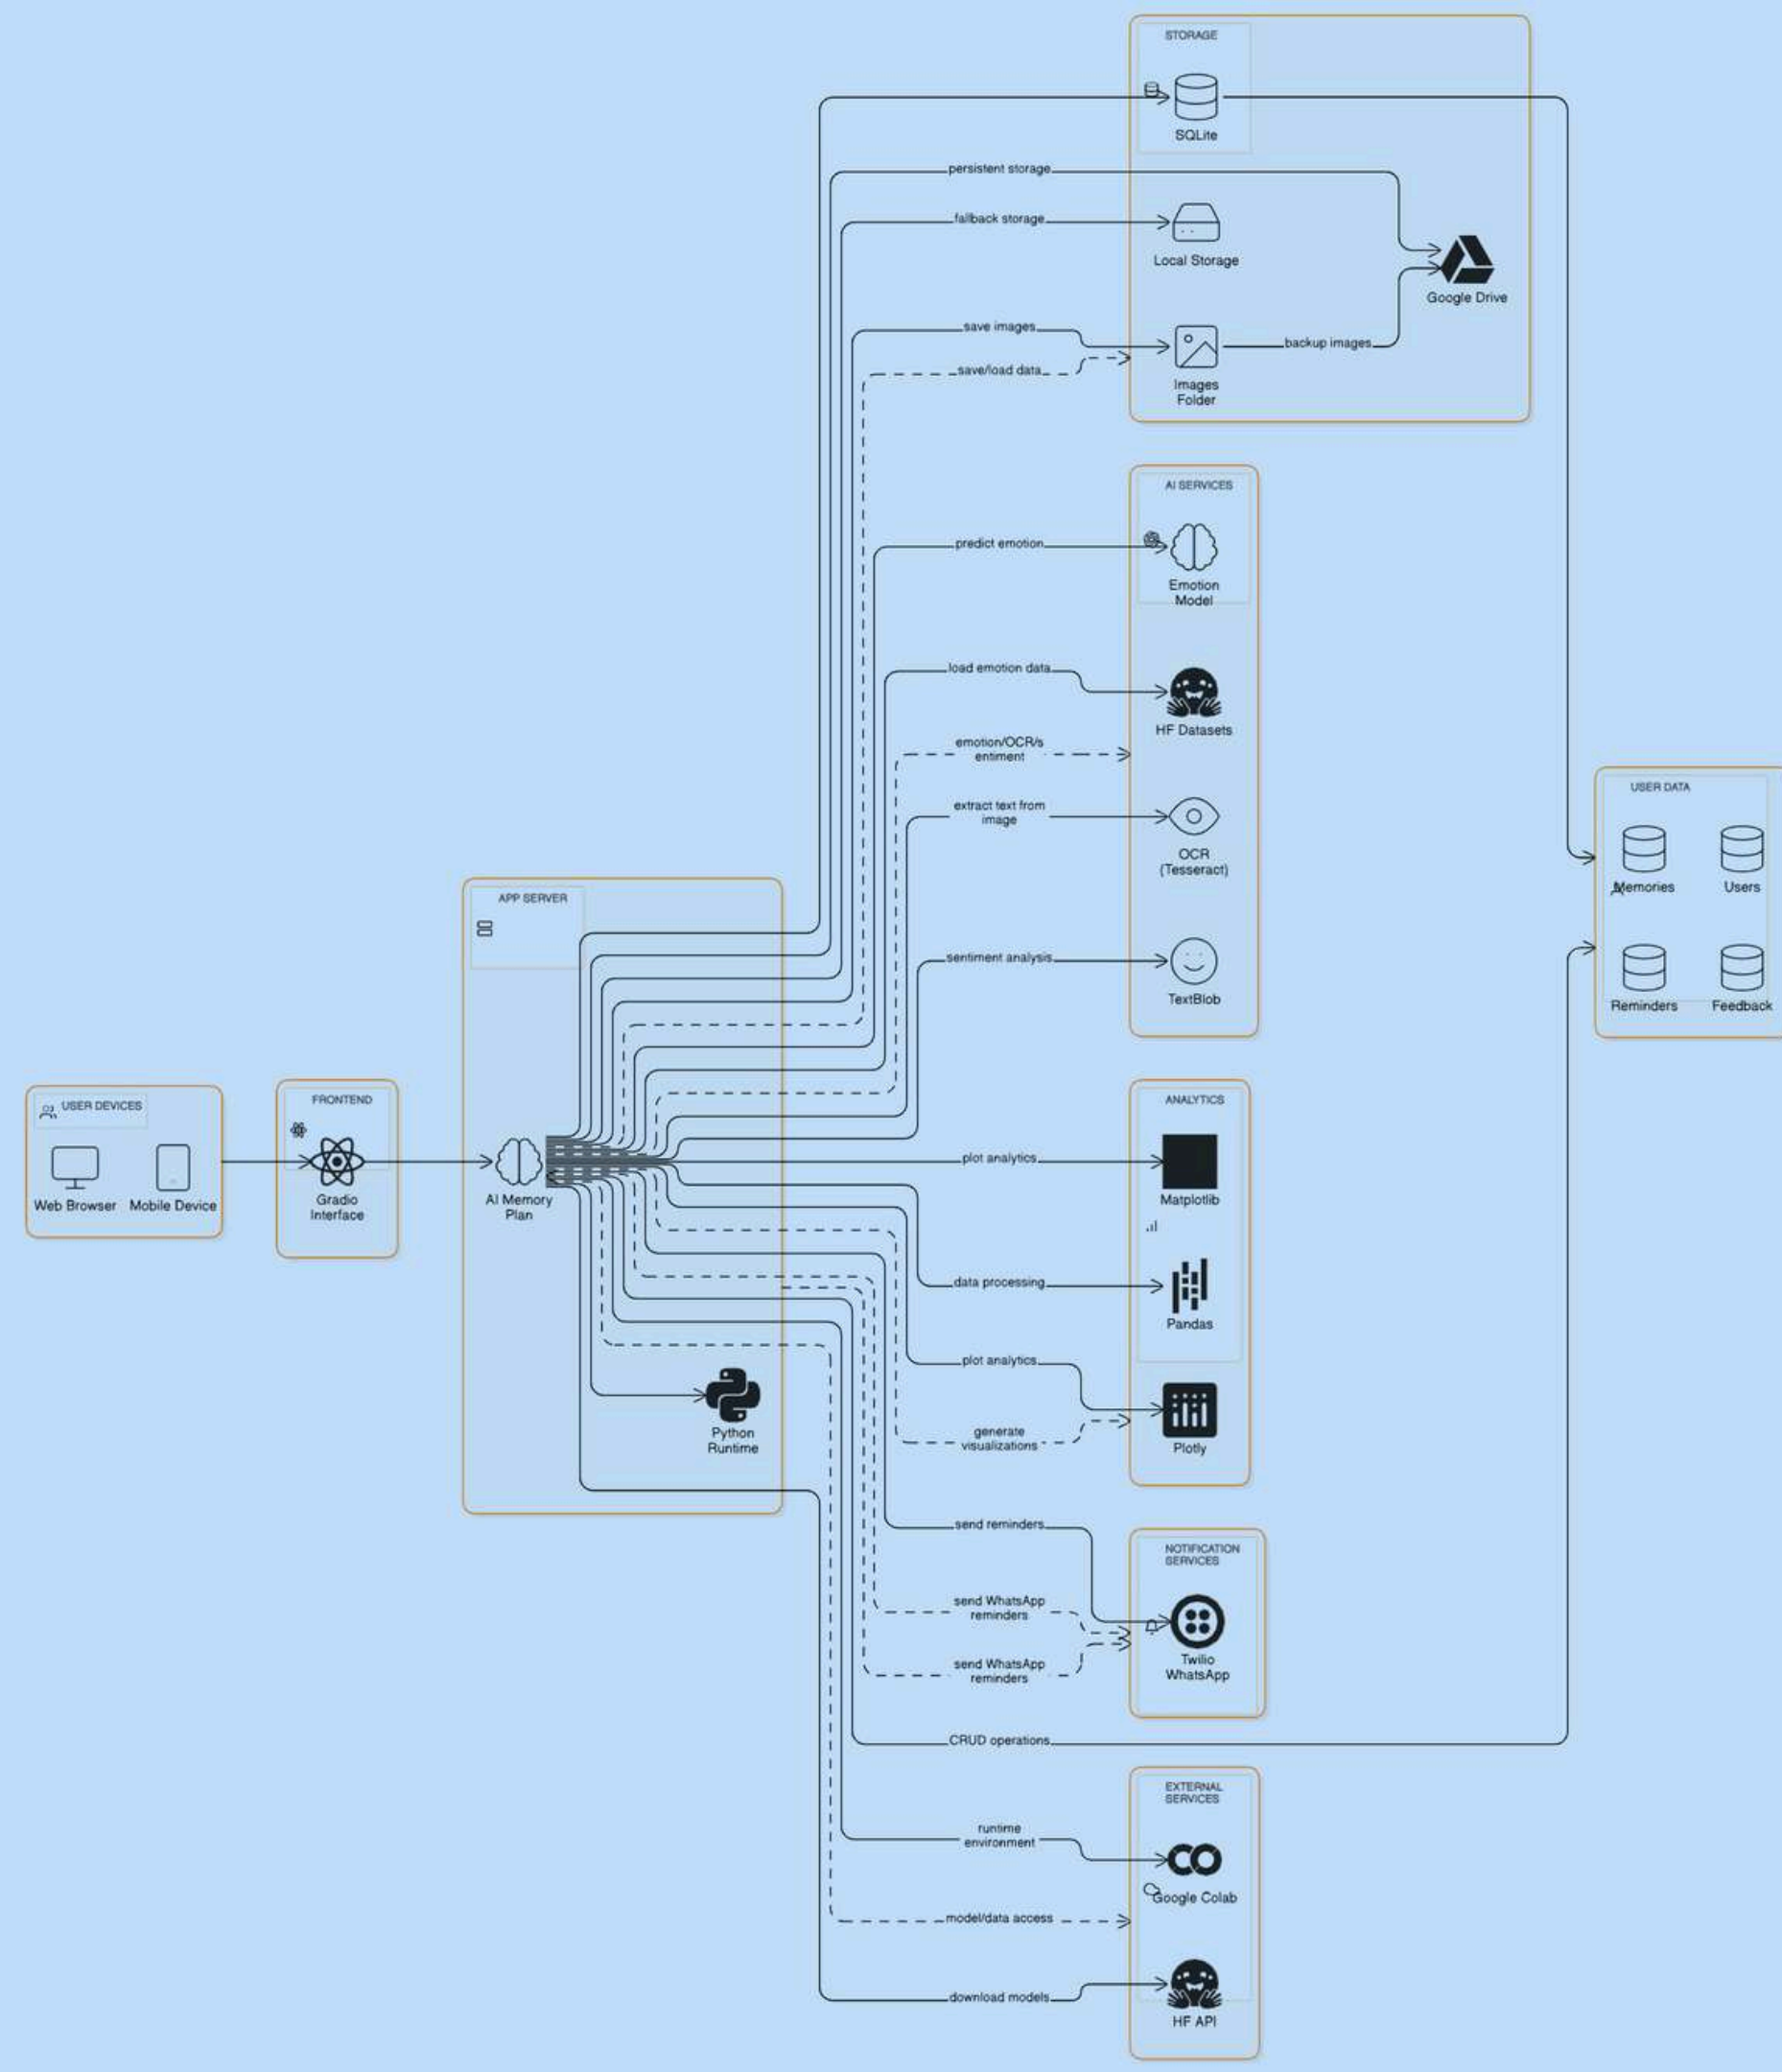 STORAGE
SQLite
persistent storage
fallback storage
Local Storage
Google Drive
save images
backup images
save/load data
Images
Folder
AI SERVICES
predict emotion
Emotion
Model
load emotion data
HF Datasets
emotion/OCR/s
entiment
extract text from
image
OCR
(Tesseract)
sentiment analysis
TextBlob
USER DATA
Memories
Users
Reminders
Feedback
APP SERVER
USER DEVICES
Web Browser
Mobile Device
FRONTEND
Gradio
Interface
AI Memory
Plan
Python
Runtime
ANALYTICS
plot analytics
Matplotlib
data processing
Pandas
plot analytics
generate
visualizations
Plotly
send reminders
NOTIFICATION
SERVICES
send WhatsApp
reminders
Twilio
WhatsApp
send WhatsApp
reminders
CRUD operations
EXTERNAL
SERVICES
runtime
environment
Google Colab
model/data access
download models
HF API